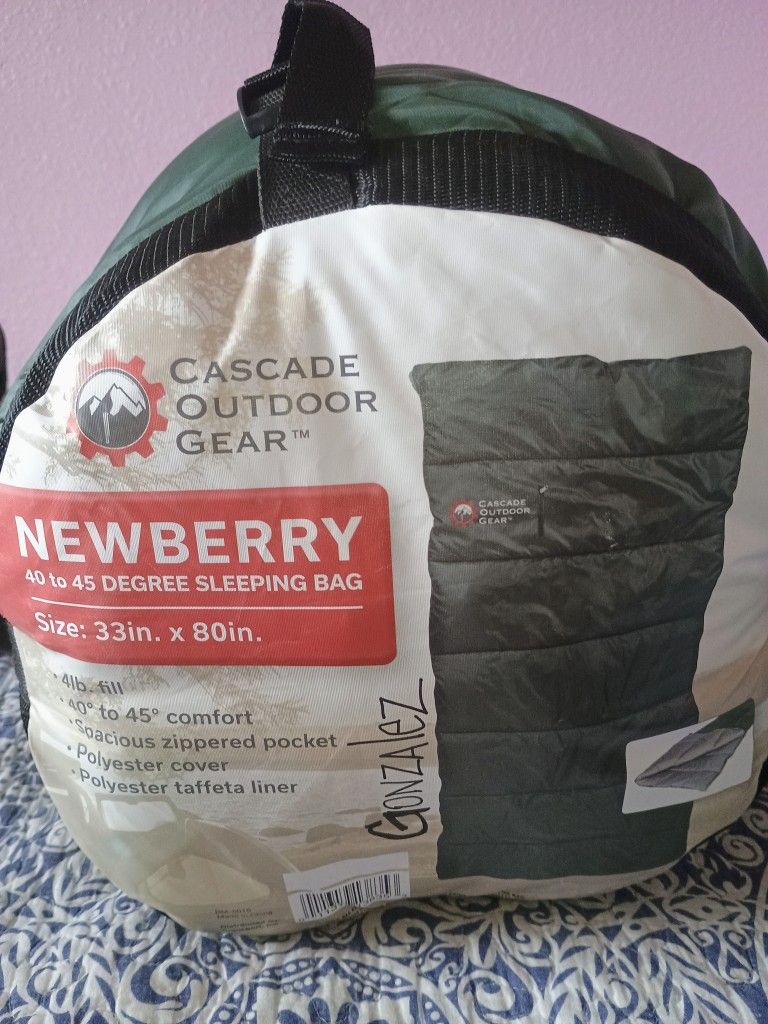 CASCADE
OUTDOOR
GEAR™
NEWBERRY
40 to 45 DEGREE SLEEPING BAG
Size: 33in. x 80in.
• 4lb. fill
• 40° to 45° comfort
• Spacious zippered pocket
• Polyester cover
• Polyester taffeta liner
GONZALEZ
CASCADE
OUTDOOR
GEAR™